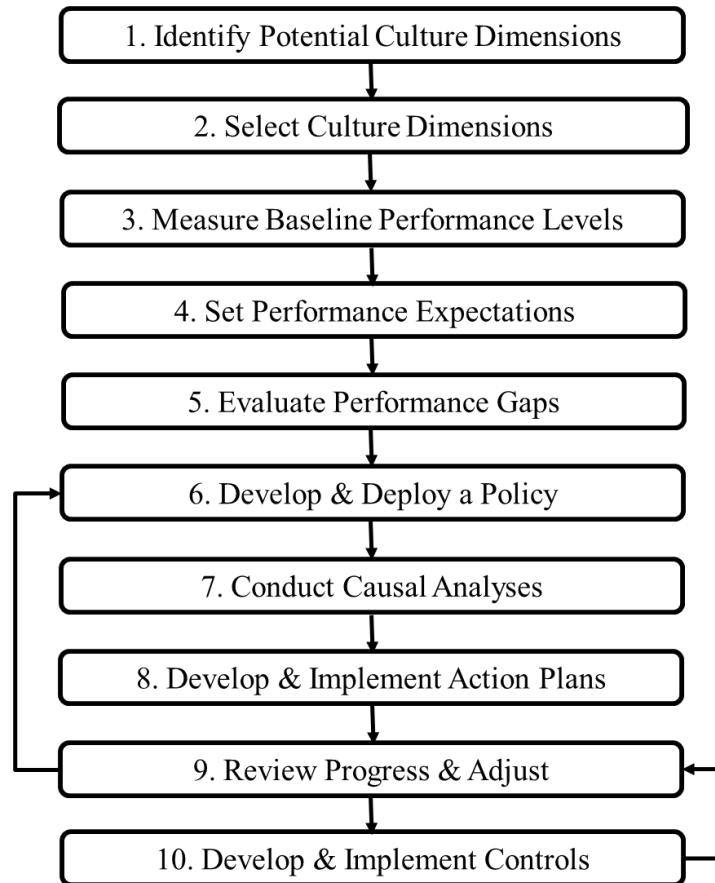 1. Identify Potential Culture Dimensions
2. Select Culture Dimensions
3. Measure Baseline Performance Levels
4. Set Performance Expectations
5. Evaluate Performance Gaps
6. Develop & Deploy a Policy
7. Conduct Causal Analyses
8. Develop & Implement Action Plans
9. Review Progress & Adjust
10. Develop & Implement Controls